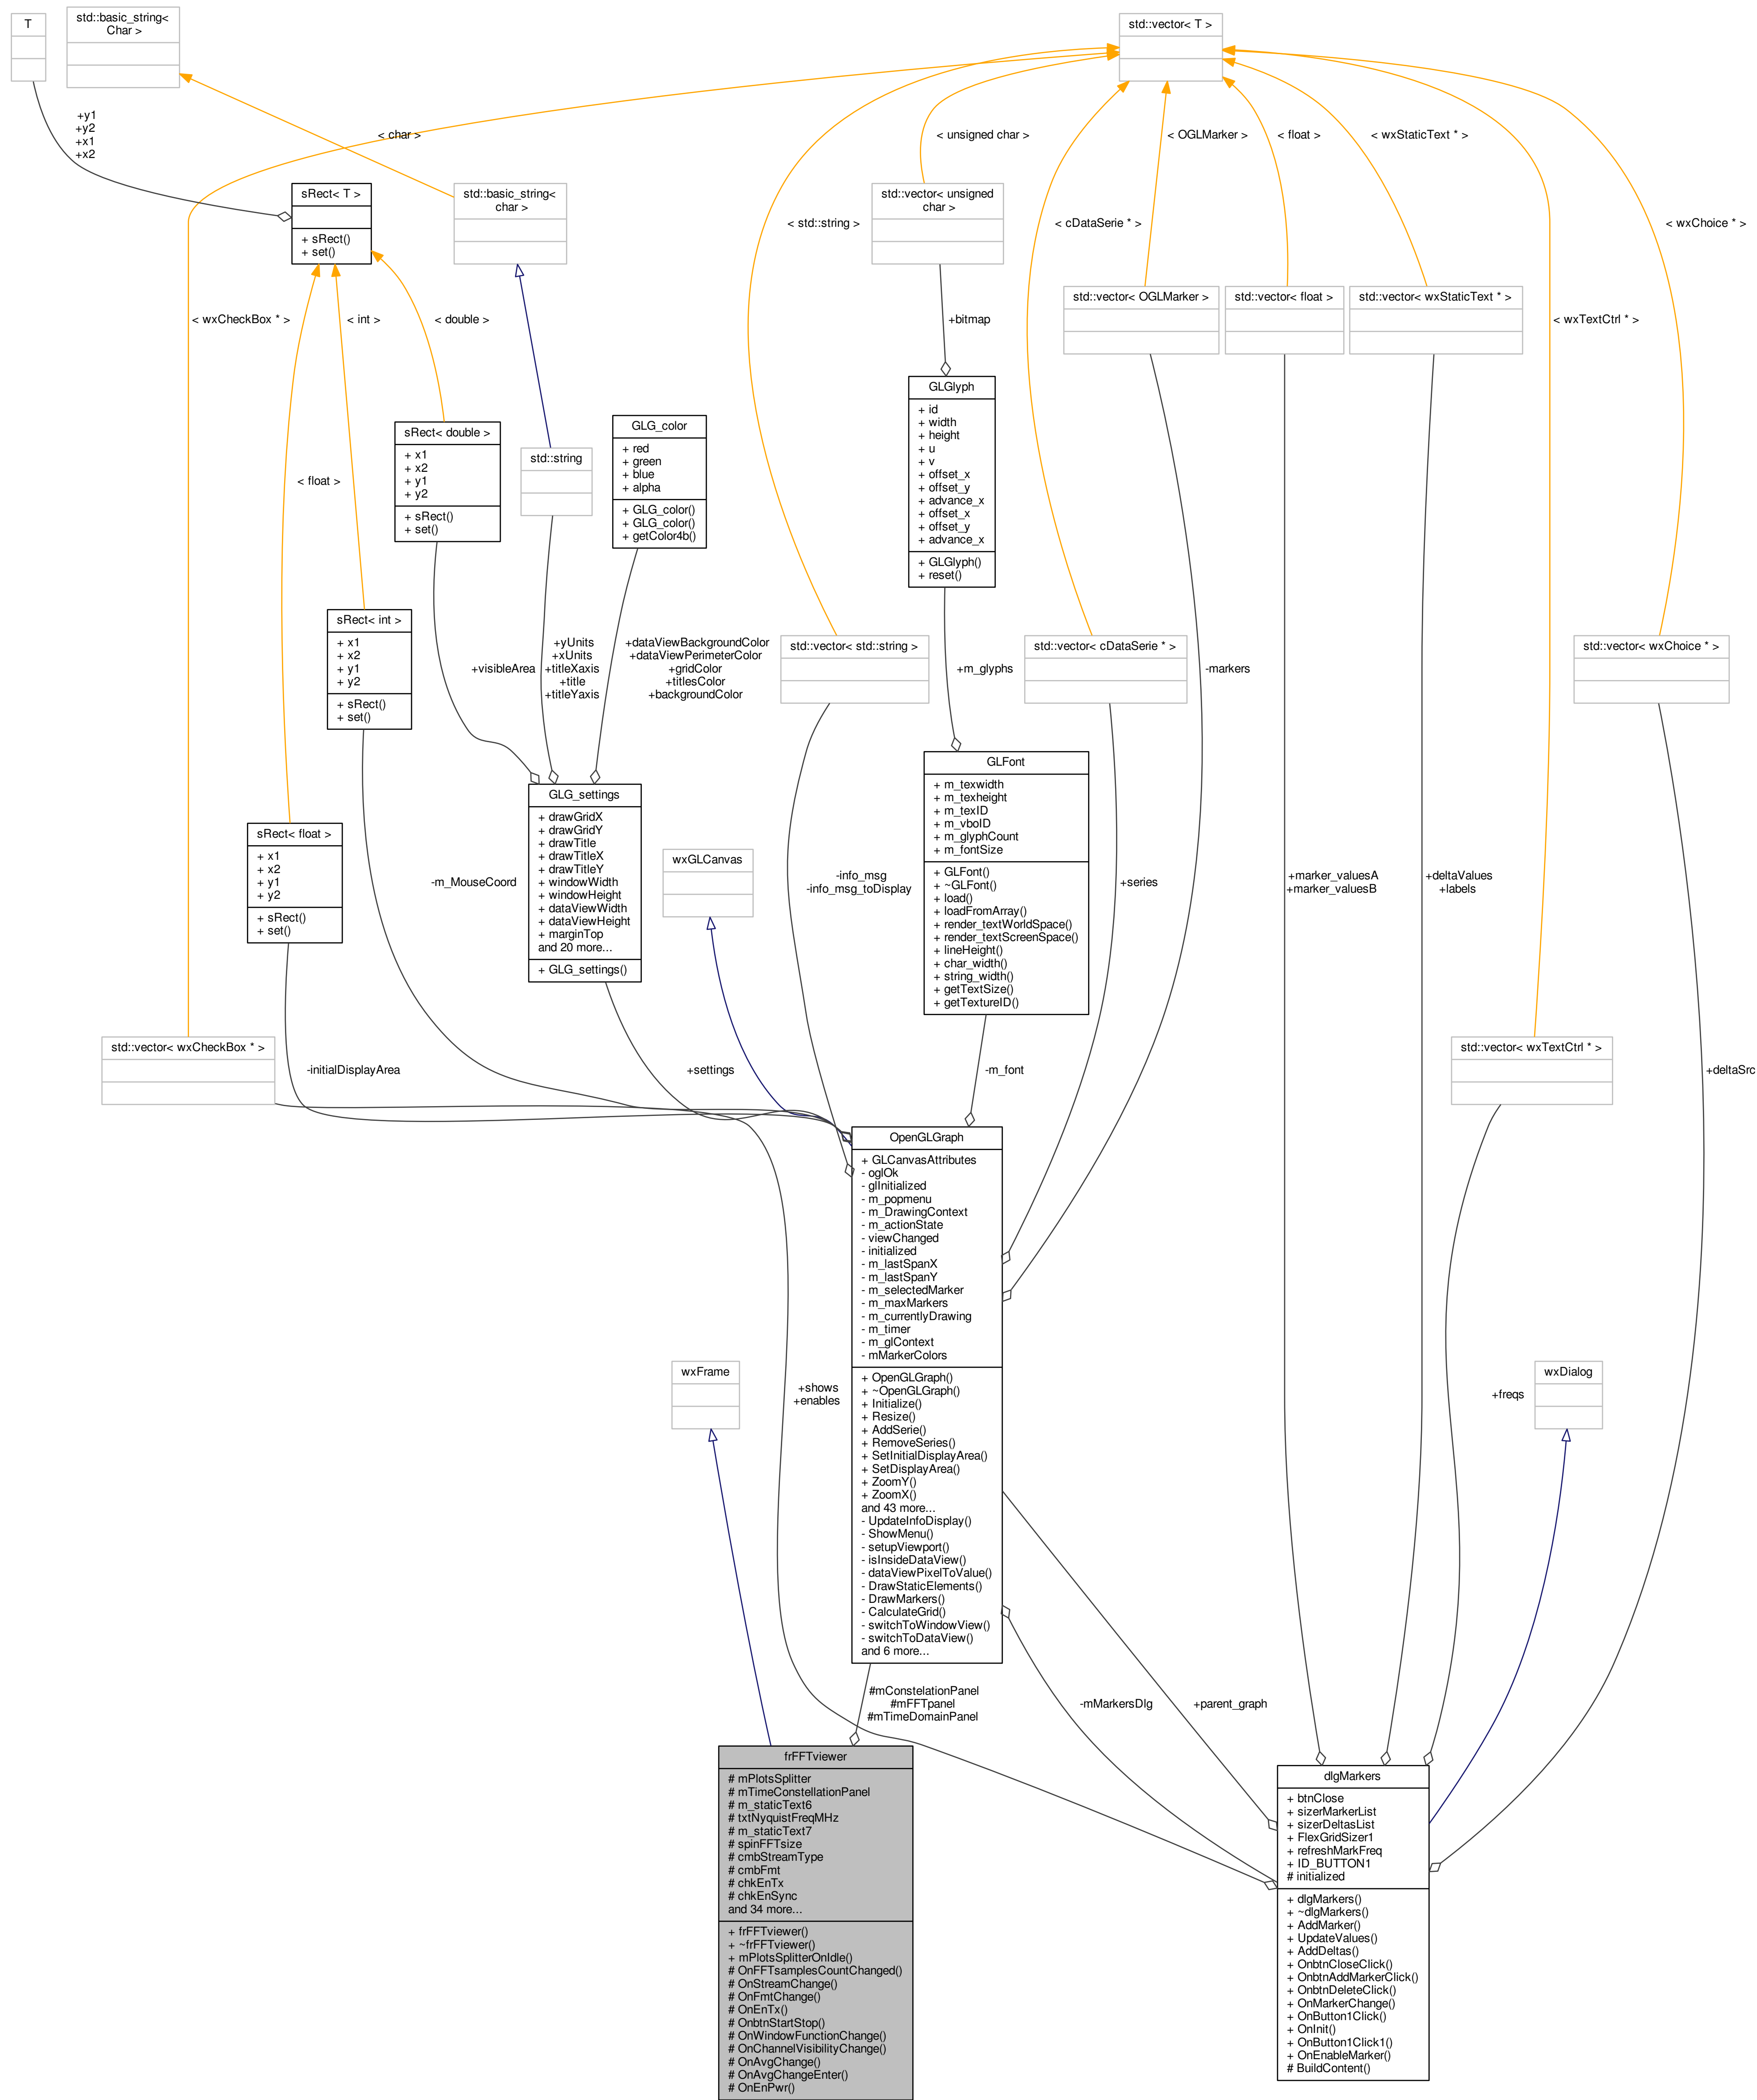 T
std::basic_string<
Char >
std::vector< T >
+y1
+y2
+x1
+x2
< char >
< unsigned char >
< OGLMarker >
< float >
< wxStaticText * >
sRect< T >
+ sRect()
+ set()
std::basic_string<
char >
< std::string >
std::vector< unsigned
char >
< cDataSerie * >
< wxChoice * >
< wxCheckBox * >
< int >
< double >
+bitmap
std::vector< OGLMarker >
std::vector< float >
std::vector< wxStaticText * >
< wxTextCtrl * >
< float >
sRect< double >
+ x1
+ x2
+ y1
+ y2
+ sRect()
+ set()
std::string
GLG_color
+ red
+ green
+ blue
+ alpha
+ GLG_color()
+ GLG_color()
+ getColor4b()
GLGlyph
+ id
+ width
+ height
+ u
+ v
+ offset_x
+ offset_y
+ advance_x
+ offset_x
+ offset_y
+ advance_x
+ GLGlyph()
+ reset()
sRect< int >
+ x1
+ x2
+ y1
+ y2
+ sRect()
+ set()
+visibleArea
+yUnits
+xUnits
+titleXaxis
+title
+titleYaxis
+dataViewBackgroundColor
+dataViewPerimeterColor
+gridColor
+titlesColor
+backgroundColor
std::vector< std::string >
+m_glyphs
std::vector< cDataSerie * >
-markers
std::vector< wxChoice * >
sRect< float >
+ x1
+ x2
+ y1
+ y2
+ sRect()
+ set()
-m_MouseCoord
GLG_settings
+ drawGridX
+ drawGridY
+ drawTitle
+ drawTitleX
+ drawTitleY
+ windowWidth
+ windowHeight
+ dataViewWidth
+ dataViewHeight
+ marginTop
and 20 more...
+ GLG_settings()
wxGLCanvas
-info_msg
-info_msg_toDisplay
GLFont
+ m_texwidth
+ m_texheight
+ m_texID
+ m_vboID
+ m_glyphCount
+ m_fontSize
+ GLFont()
+ ~GLFont()
+ load()
+ loadFromArray()
+ render_textWorldSpace()
+ render_textScreenSpace()
+ lineHeight()
+ char_width()
+ string_width()
+ getTextSize()
+ getTextureID()
+series
+marker_valuesA
+marker_valuesB
+deltaValues
+labels
std::vector< wxCheckBox * >
-initialDisplayArea
+settings
-m_font
std::vector< wxTextCtrl * >
+deltaSrc
OpenGLGraph
+ GLCanvasAttributes
- oglOk
- glInitialized
- m_popmenu
- m_DrawingContext
- m_actionState
- viewChanged
- initialized
- m_lastSpanX
- m_lastSpanY
- m_selectedMarker
- m_maxMarkers
- m_currentlyDrawing
- m_timer
- m_glContext
- mMarkerColors
+ OpenGLGraph()
+ ~OpenGLGraph()
+ Initialize()
+ Resize()
+ AddSerie()
+ RemoveSeries()
+ SetInitialDisplayArea()
+ SetDisplayArea()
+ ZoomY()
+ ZoomX()
and 43 more...
- UpdateInfoDisplay()
- ShowMenu()
- setupViewport()
- isInsideDataView()
- dataViewPixelToValue()
- DrawStaticElements()
- DrawMarkers()
- CalculateGrid()
- switchToWindowView()
- switchToDataView()
and 6 more...
wxFrame
+shows
+enables
+freqs
wxDialog
#mConstelationPanel
#mFFTpanel
#mTimeDomainPanel
-mMarkersDlg
+parent_graph
frFFTviewer
# mPlotsSplitter
# mTimeConstellationPanel
# m_staticText6
# txtNyquistFreqMHz
# m_staticText7
# spinFFTsize
# cmbStreamType
# cmbFmt
# chkEnTx
# chkEnSync
and 34 more...
+ frFFTviewer()
+ ~frFFTviewer()
+ mPlotsSplitterOnIdle()
# OnFFTsamplesCountChanged()
# OnStreamChange()
# OnFmtChange()
# OnEnTx()
# OnbtnStartStop()
# OnWindowFunctionChange()
# OnChannelVisibilityChange()
# OnAvgChange()
# OnAvgChangeEnter()
# OnEnPwr()
dlgMarkers
+ btnClose
+ sizerMarkerList
+ sizerDeltasList
+ FlexGridSizer1
+ refreshMarkFreq
+ ID_BUTTON1
# initialized
+ dlgMarkers()
+ ~dlgMarkers()
+ AddMarker()
+ UpdateValues()
+ AddDeltas()
+ OnbtnCloseClick()
+ OnbtnAddMarkerClick()
+ OnbtnDeleteClick()
+ OnMarkerChange()
+ OnButton1Click()
+ OnInit()
+ OnButton1Click1()
+ OnEnableMarker()
# BuildContent()